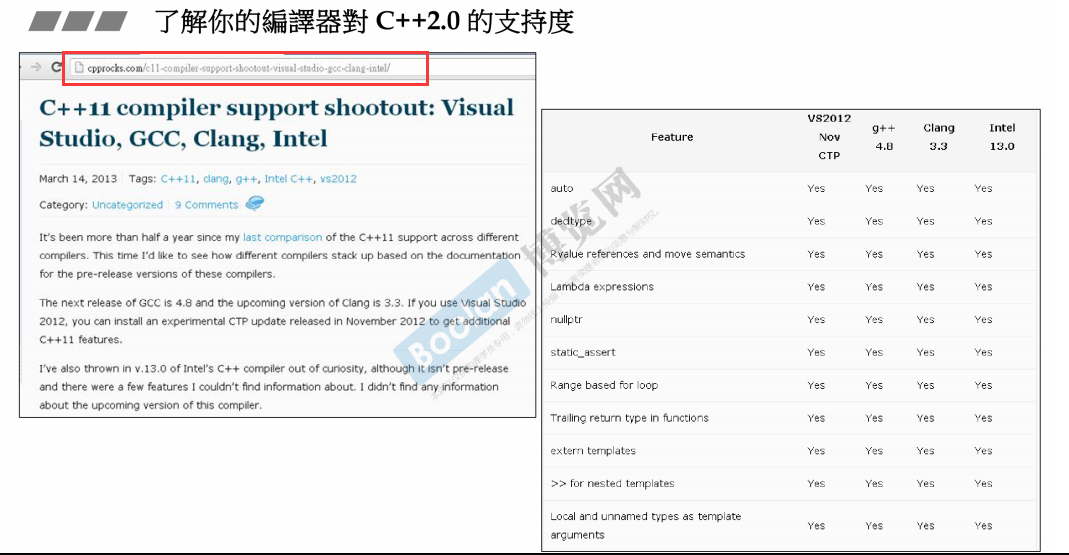 了解你的編譯器對 C++2.0 的支持度
cpprocks.com/c11-compiler-support-shootout-visual-studio-gcc-clang-intel/
C++11 compiler support shootout: Visual
Studio, GCC, Clang, Intel
March 14, 2013 Tags: C++11, clang, g++, Intel C++, vs2012
Category: Uncategorized 9 Comments
It's been more than half a year since my last comparison of the C++11 support across different
compilers. This time I'd like to see how different compilers stack up based on the documentation
for the pre-release versions of these compilers.
The next release of GCC is 4.8 and the upcoming version of Clang is 3.3. If you use Visual Studio
2012, you can install an experimental CTP update released in November 2012 to get additional
C++11 features.
I've also thrown in v.13.0 of Intel's C++ compiler out of curiosity, although it isn't pre-release
and there were a few features I couldn't find information about. I didn't find any information
about the upcoming version of this compiler.
Feature VS2012 Nov CTP g++ 4.8 Clang 3.3 Intel 13.0
auto Yes Yes Yes Yes
decltype Yes Yes Yes Yes
Rvalue references and move semantics Yes Yes Yes Yes
Lambda expressions Yes Yes Yes Yes
nullptr Yes Yes Yes Yes
static_assert Yes Yes Yes Yes
Range based for loop Yes Yes Yes Yes
Trailing return type in functions Yes Yes Yes Yes
extern templates Yes Yes Yes Yes
>> for nested templates Yes Yes Yes Yes
Local and unnamed types as template
arguments Yes Yes Yes Yes
Boolan 博览网